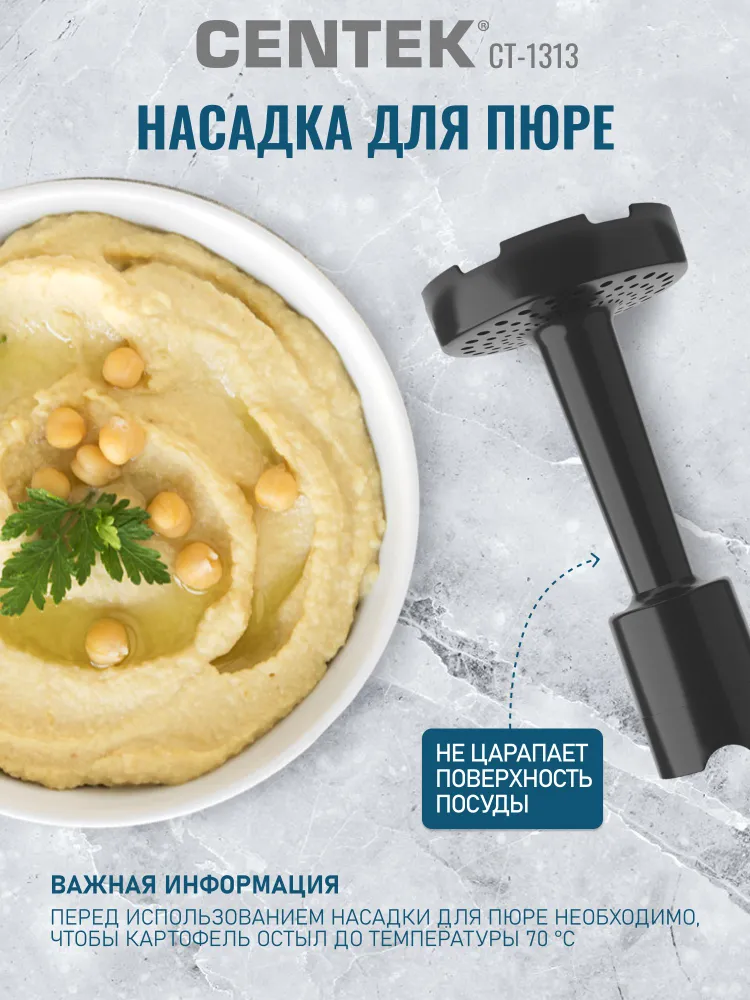 CENTEK® CT-1313
НАСАДКА ДЛЯ ПЮРЕ
НЕ ЦАРАПАЕТ
ПОВЕРХНОСТЬ
ПОСУДЫ
ВАЖНАЯ ИНФОРМАЦИЯ
ПЕРЕД ИСПОЛЬЗОВАНИЕМ НАСАДКИ ДЛЯ ПЮРЕ НЕОБХОДИМО,
ЧТОБЫ КАРТОФЕЛЬ ОСТЫЛ ДО ТЕМПЕРАТУРЫ 70 °C